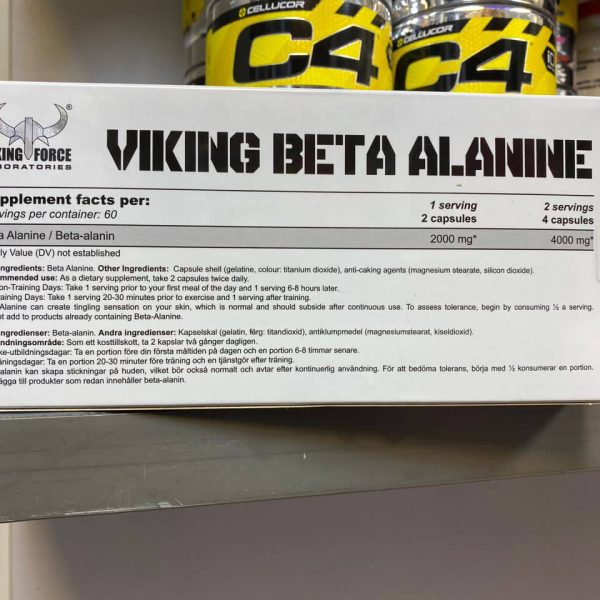 CELLUCOR
C4
CELLUCOR
C4
KING FORCE
ORATORIES
®
VIKING BETA ALANINE
upplement facts per:
vings per container: 60
1 serving
2 capsules
2 servings
4 capsules
a Alanine / Beta-alanin 2000 mg* 4000 mg*
ly Value (DV) not established
ingredients: Beta Alanine. Other Ingredients: Capsule shell (gelatine, colour: titanium dioxide), anti-caking agents (magnesium stearate, silicon dioxide).
ommended use: As a dietary supplement, take 2 capsules twice daily.
on-Training Days: Take 1 serving prior to your first meal of the day and 1 serving 6-8 hours later.
aining Days: Take 1 serving 20-30 minutes prior to exercise and 1 serving after training.
Alanine can create tingling sensation on your skin, which is normal and should subside after continuous use. To assess tolerance, begin by consuming ½ a serving.
ot add to products already containing Beta-Alanine.
ingredienser: Beta-alanin. Andra ingredienser: Kapselskal (gelatin, färg: titandioxid), antiklumpmedel (magnesiumstearat, kiseldioxid).
ndningsområde: Som ett kosttillskott, ta 2 kapslar två gånger dagligen.
ke-utbildningsdagar: Ta en portion före din första måltiden på dagen och en portion 6-8 timmar senare.
äningsdagar: Ta en portion 20-30 minuter före träning och en tjänstgör efter träning.
alanin kan skapa stickningar på huden, vilket bör också normalt och avtar efter kontinuerlig användning. För att bedöma tolerans, börja med ½ konsumerar en portion.
lägga till produkter som redan innehåller beta-alanin.